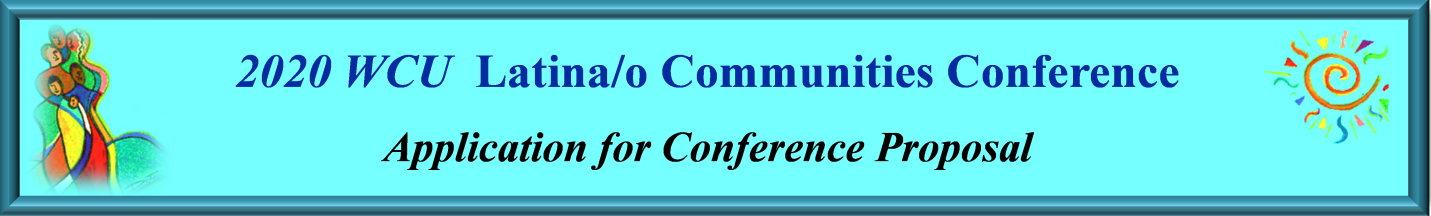 2020 WCU Latina/o Communities Conference
Application for Conference Proposal